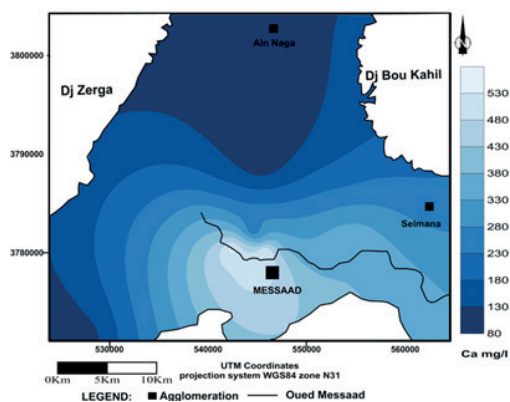 3800000
Ain Naga
N
Dj Zerga
Dj Bou Kahil
530
480
430
380
330
280
230
180
130
80
3790000
Selmana
3780000
MESSAAD
Ca mg/l
530000
540000
550000
560000
0Km
5Km
10Km
UTM Coordinates
projection system WGS84 zone N31
LEGEND:
Agglomeration
Oued Messaad